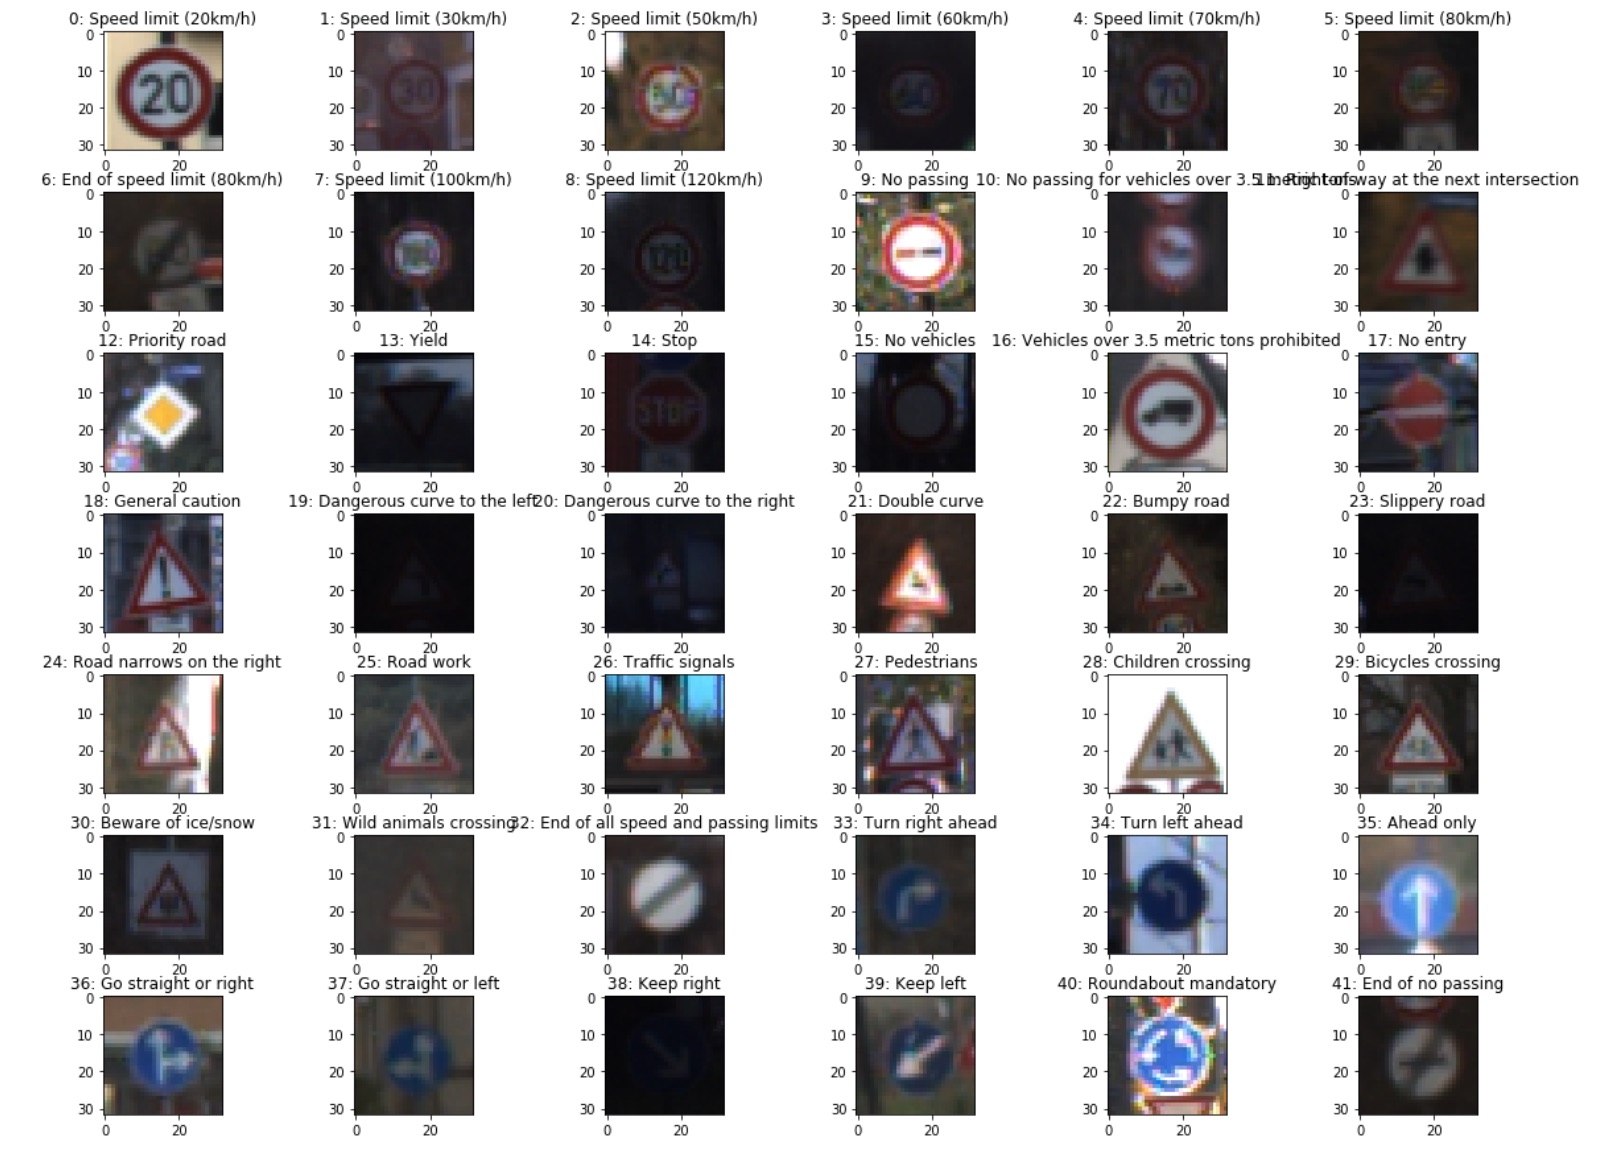 0: Speed limit (20km/h) 1: Speed limit (30km/h) 2: Speed limit (50km/h) 3: Speed limit (60km/h) 4: Speed limit (70km/h) 5: Speed limit (80km/h)
0 0 0 0 0 0
10 10 10 10 10 10
20 20 20 20 20 20
30 30 30 30 30 30
20 30 70
0 20 0 20 0 20 0 20 0 20 0 20
6: End of speed limit (80km/h) 7: Speed limit (100km/h) 8: Speed limit (120km/h) 9: No passing 10: No passing for vehicles over 3.5 metric tons 11: Right-of-way at the next intersection
0 0 0 0 0 0
10 10 10 10 10 10
20 20 20 20 20 20
30 30 30 30 30 30
0 20 0 20 0 20 0 20 0 20 0 20
12: Priority road 13: Yield 14: Stop 15: No vehicles 16: Vehicles over 3.5 metric tons prohibited 17: No entry
0 0 0 0 0 0
10 10 10 10 10 10
STOP
20 20 20 20 20 20
30 30 30 30 30 30
0 20 0 20 0 20 0 20 0 20 0 20
18: General caution 19: Dangerous curve to the left 20: Dangerous curve to the right 21: Double curve 22: Bumpy road 23: Slippery road
0 0 0 0 0 0
10 10 10 10 10 10
20 20 20 20 20 20
30 30 30 30 30 30
0 20 0 20 0 20 0 20 0 20 0 20
24: Road narrows on the right 25: Road work 26: Traffic signals 27: Pedestrians 28: Children crossing 29: Bicycles crossing
0 0 0 0 0 0
10 10 10 10 10 10
20 20 20 20 20 20
30 30 30 30 30 30
0 20 0 20 0 20 0 20 0 20 0 20
30: Beware of ice/snow 31: Wild animals crossing 32: End of all speed and passing limits 33: Turn right ahead 34: Turn left ahead 35: Ahead only
0 0 0 0 0 0
10 10 10 10 10 10
20 20 20 20 20 20
30 30 30 30 30 30
0 20 0 20 0 20 0 20 0 20 0 20
36: Go straight or right 37: Go straight or left 38: Keep right 39: Keep left 40: Roundabout mandatory 41: End of no passing
0 0 0 0 0 0
10 10 10 10 10 10
20 20 20 20 20 20
30 30 30 30 30 30
0 20 0 20 0 20 0 20 0 20 0 20